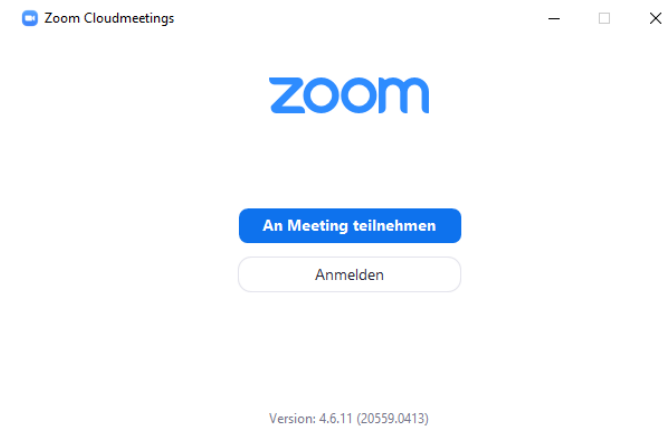 Zoom Cloudmeetings
zoom
An Meeting teilnehmen
Anmelden
Version: 4.6.11 (20559.0413)